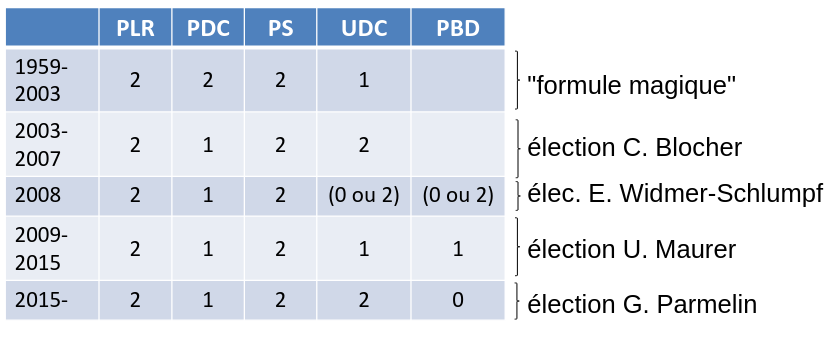 PLR PDC PS UDC PBD
1959-
2003 2 2 2 1 "formule magique"
2003-
2007 2 1 2 2 élection C. Blocher
2008 2 1 2 (0 ou 2) (0 ou 2) élec. E. Widmer-Schlumpf
2009-
2015 2 1 2 1 1 élection U. Maurer
2015- 2 1 2 2 0 élection G. Parmelin